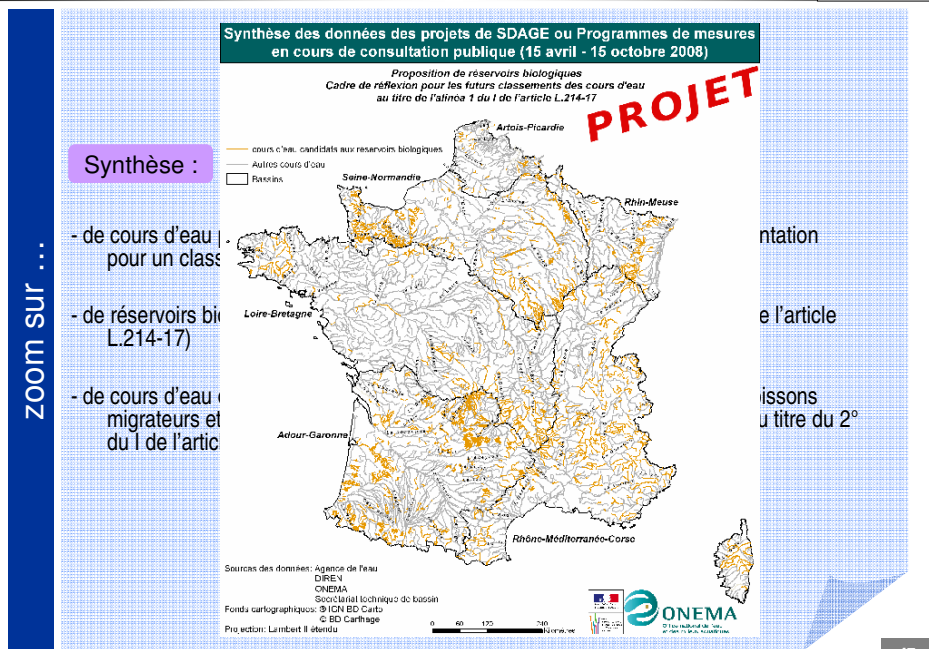 Synthèse des données des projets de SDAGE ou Programmes de mesures
en cours de consultation publique (15 avril - 15 octobre 2008)
Proposition de réservoirs biologiques
Cadre de réflexion pour les futurs classements des cours d'eau
au titre de l'alinéa 1 du I de l'article L.214-17
PROJET
cours d'eau candidats aux reservoirs biologiques
Autres cours d'eau
Bassins
Artois-Picardie
Seine-Normandie
Rhin-Meuse
Loire-Bretagne
Adour-Garonne
Rhône-Méditerranée-Corse
zoom sur ...
Synthèse :
- de cours d'eau ntation
pour un class
- de réservoirs bi e l'article
L.214-17)
- de cours d'eau issons
migrateurs et u titre du 2°
du I de l'artic
Sources des données: Agence de l'eau
DIREN
ONEMA
Secrétariat technique de bassin
Fonds cartographiques: ® IGN BD Carto
© BD Carthage
Projection: Lambert II étendu
0 60 120 240
Kilomètres
ONEMA